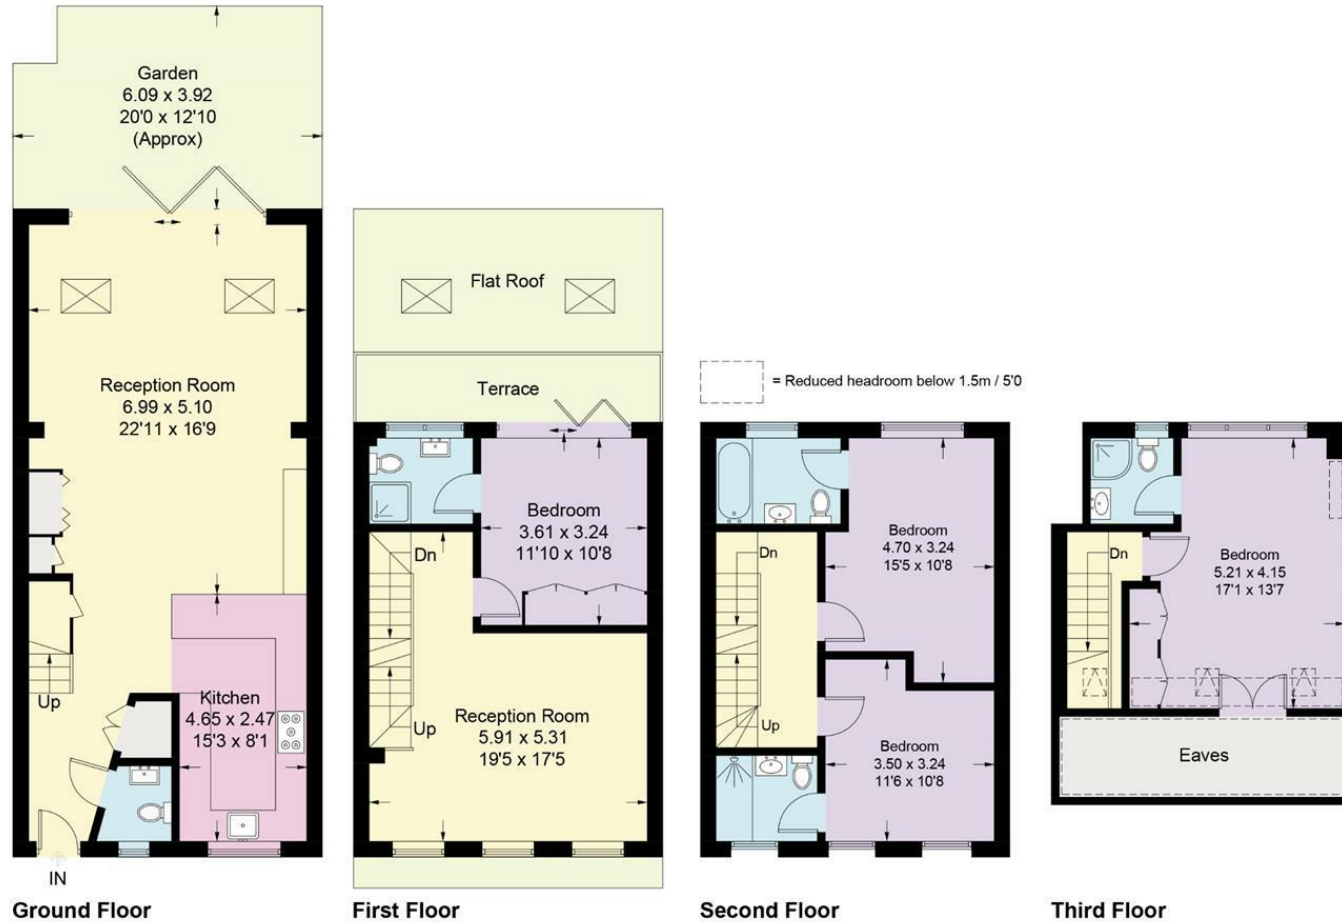 Garden
6.09 x 3.92
20'0 x 12'10
(Approx)
Reception Room
6.99 x 5.10
22'11 x 16'9
Up
Kitchen
4.65 x 2.47
15'3 x 8'1
IN
Ground Floor
Flat Roof
Terrace
Bedroom
3.61 x 3.24
11'10 x 10'8
Dn
Up
Reception Room
5.91 x 5.31
19'5 x 17'5
First Floor
= Reduced headroom below 1.5m / 5'0
Bedroom
4.70 x 3.24
15'5 x 10'8
Dn
Up
Bedroom
3.50 x 3.24
11'6 x 10'8
Second Floor
Dn
Bedroom
5.21 x 4.15
17'1 x 13'7
Eaves
Third Floor